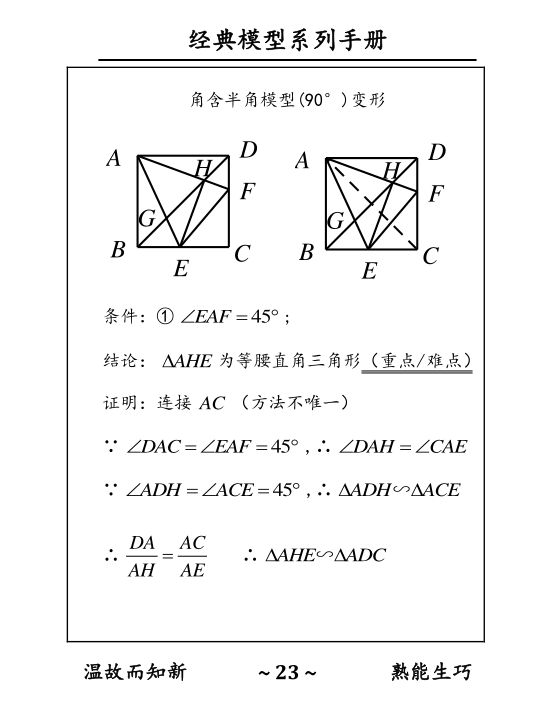 经典模型系列手册
角含半角模型(90°)变形
A D H F G B E C
A D H F G B E C
条件：① ∠EAF = 45° ;
结论： ΔAHE 为等腰直角三角形（重点/难点）
证明：连接 AC （方法不唯一）
∵ ∠DAC = ∠EAF = 45° , ∴ ∠DAH = ∠CAE
∵ ∠ADH = ∠ACE = 45° , ∴ ΔADH∽ΔACE
∴ DA/AH = AC/AE ∴ ΔAHE∽ΔADC
温故而知新 ~ 23 ~ 熟能生巧